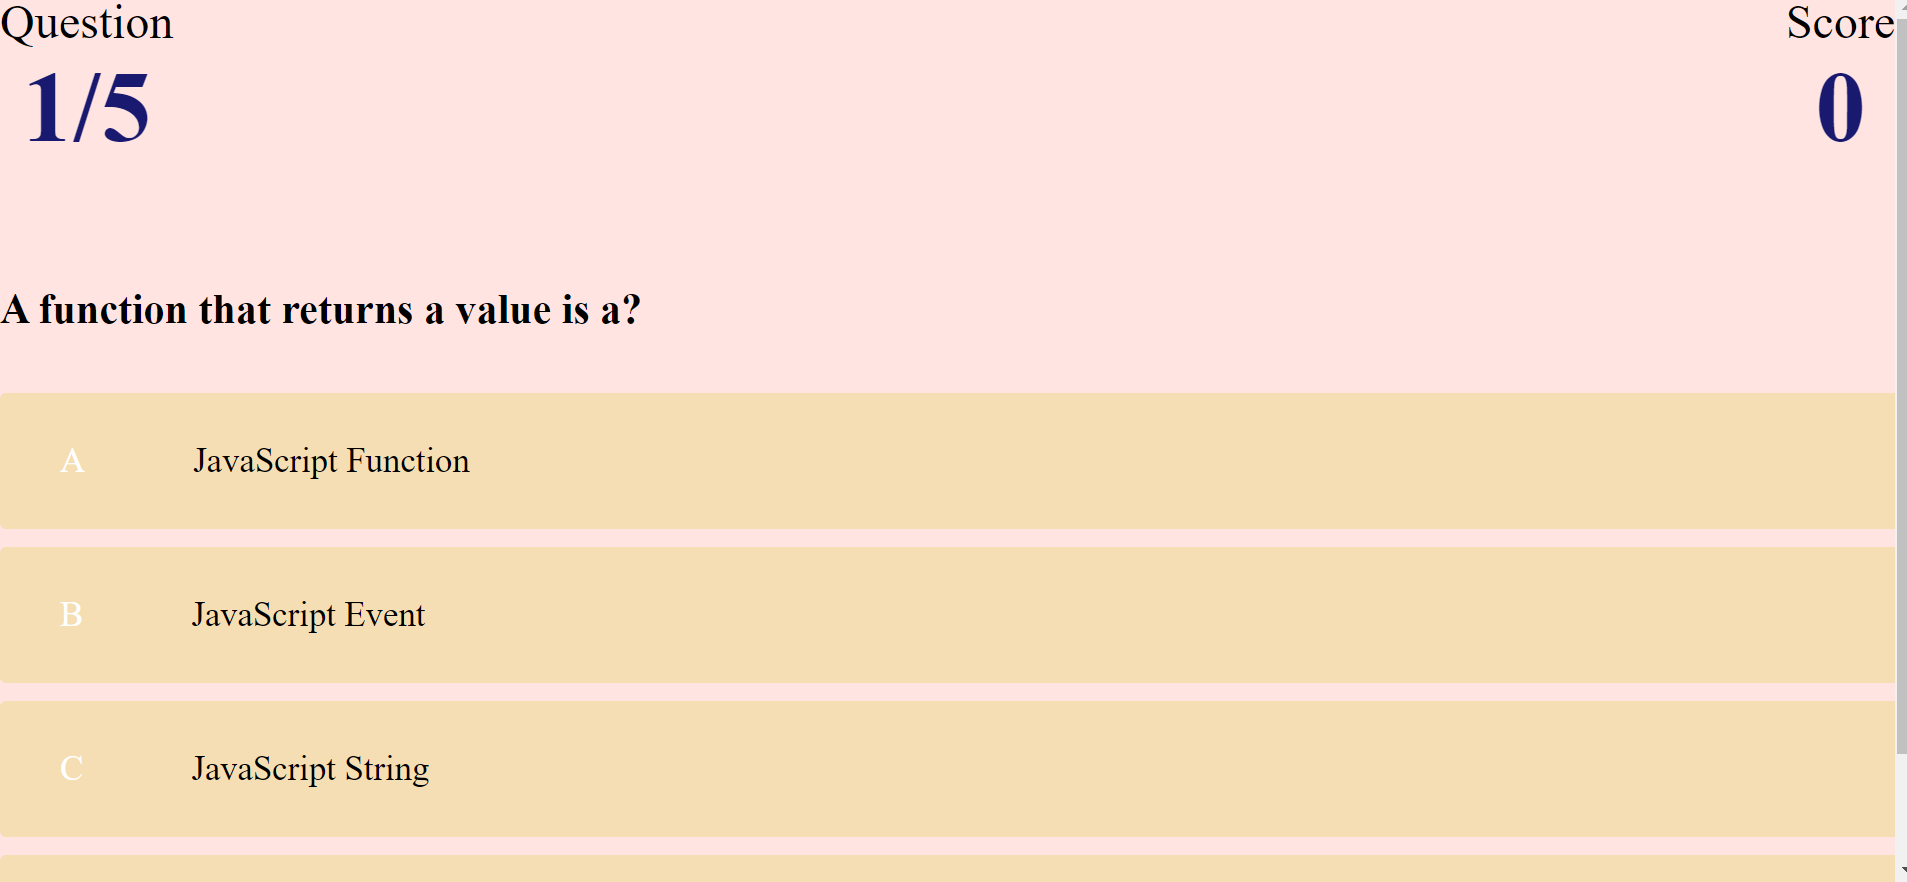 Question
Score
1/5
0
A function that returns a value is a?
A JavaScript Function
B JavaScript Event
C JavaScript String